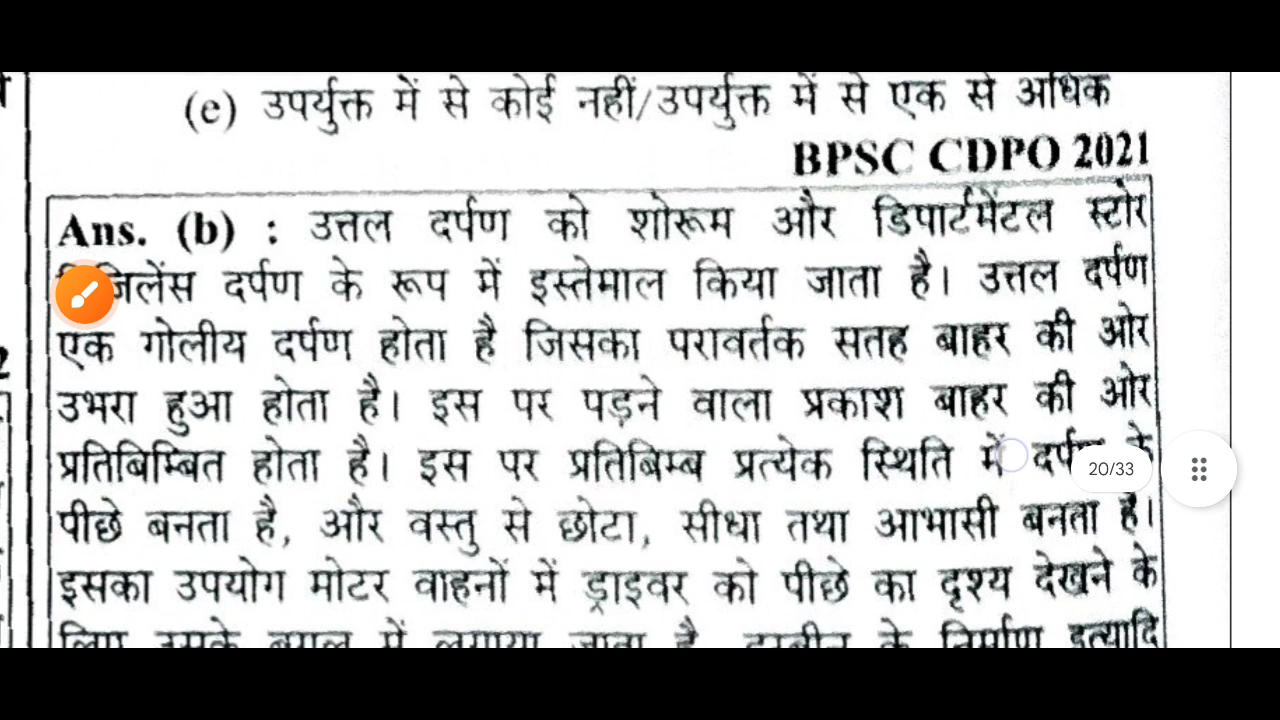 (e) उपर्युक्त में से कोई नहीं/उपर्युक्त में से एक से अधिक
BPSC CDPO 2021
Ans. (b) : उत्तल दर्पण को शोरूम और डिपार्टमेंटल स्टोर
दर्पण के रूप में इस्तेमाल किया जाता है। उत्तल दर्पण
एक गोलीय दर्पण होता है जिसका परावर्तक सतह बाहर की ओर
उभरा हुआ होता है। इस पर पड़ने वाला प्रकाश बाहर की ओर
प्रतिबिम्बित होता है। इस पर प्रतिबिम्ब प्रत्येक स्थिति में
20/33
पीछे बनता है, और वस्तु से छोटा, सीधा तथा आभासी बनता है।
इसका उपयोग मोटर वाहनों में ड्राइवर को पीछे का दृश्य देखने के